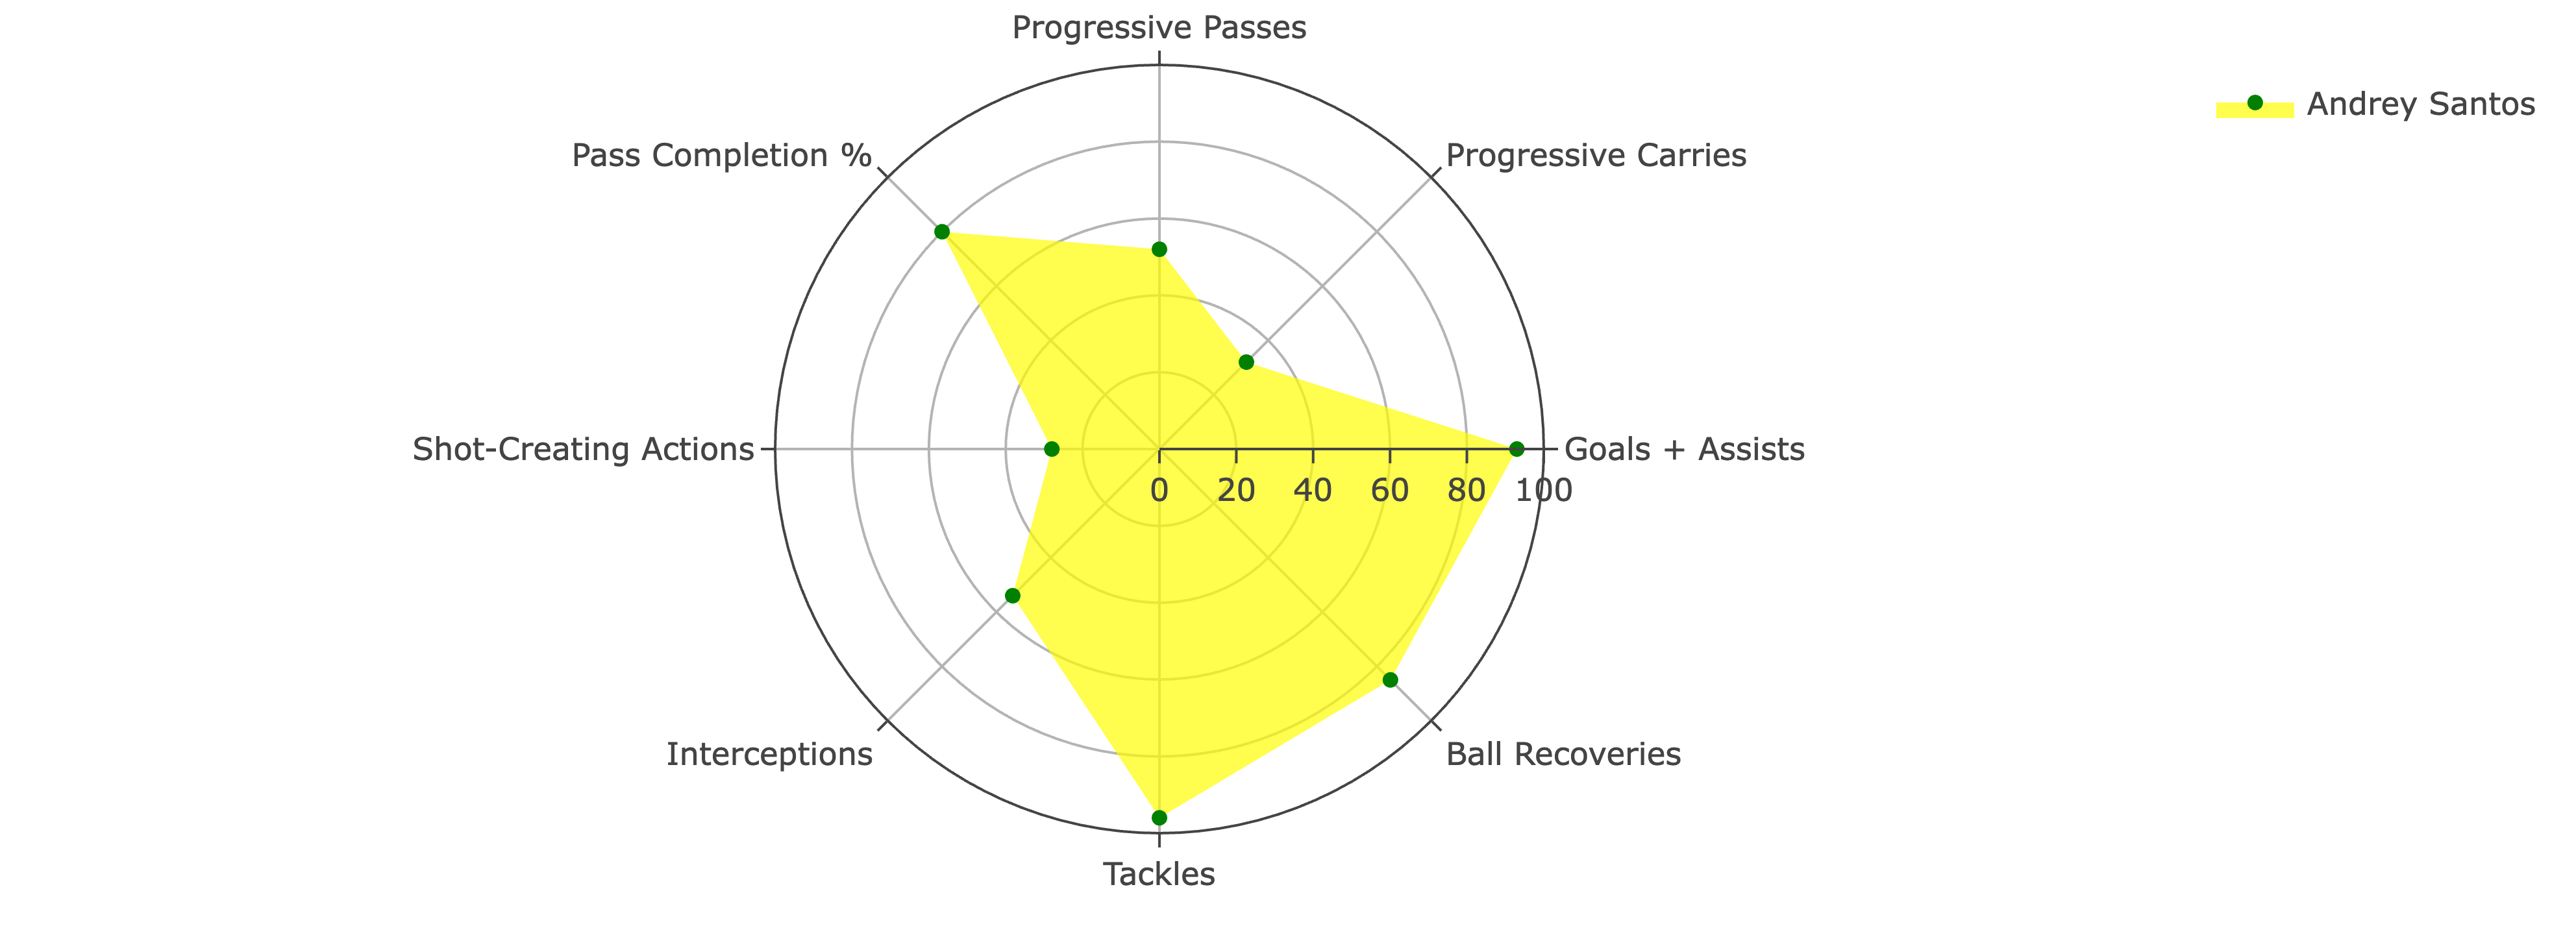 Progressive Passes
Andrey Santos
Pass Completion %
Progressive Carries
Shot-Creating Actions
Goals + Assists
0 20 40 60 80 100
Interceptions
Ball Recoveries
Tackles